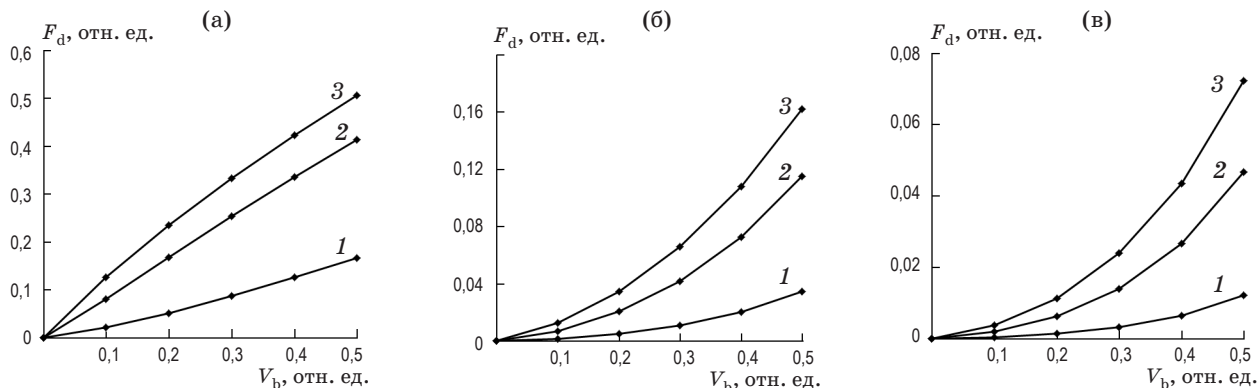 (а)
F_d, отн. ед.
0,6
0,5
0,4
0,3
0,2
0,1
0
3
2
1
0,1 0,2 0,3 0,4 0,5
V_b, отн. ед.
(б)
F_d, отн. ед.
0,16
0,12
0,08
0,04
0
3
2
1
0,1 0,2 0,3 0,4 0,5
V_b, отн. ед.
(в)
F_d, отн. ед.
0,08
0,06
0,04
0,02
0
3
2
1
0,1 0,2 0,3 0,4 0,5
V_b, отн. ед.